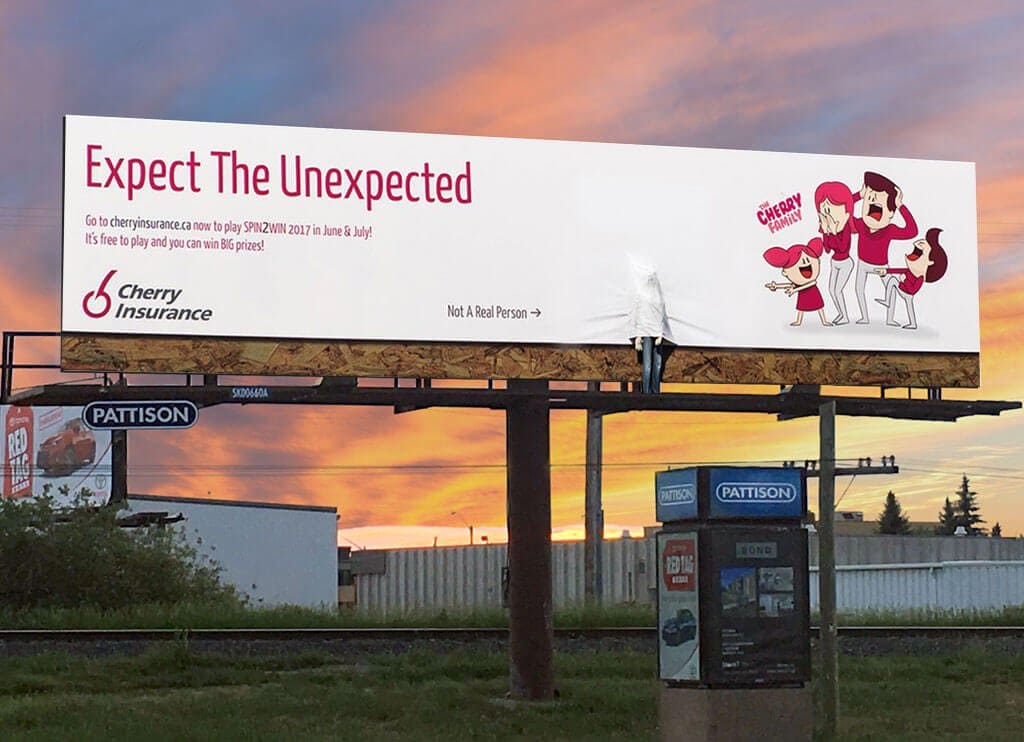 Expect The Unexpected
Go to cherryinsurance.ca now to play SPIN2WIN 2017 in June & July!
It's free to play and you can win BIG prizes!
Cherry
Insurance
Not A Real Person →
THE
CHERRY
FAMILY
SK00660A
PATTISON
RED
TAG
PATTISON
PATTISON
RED TAG
BOND